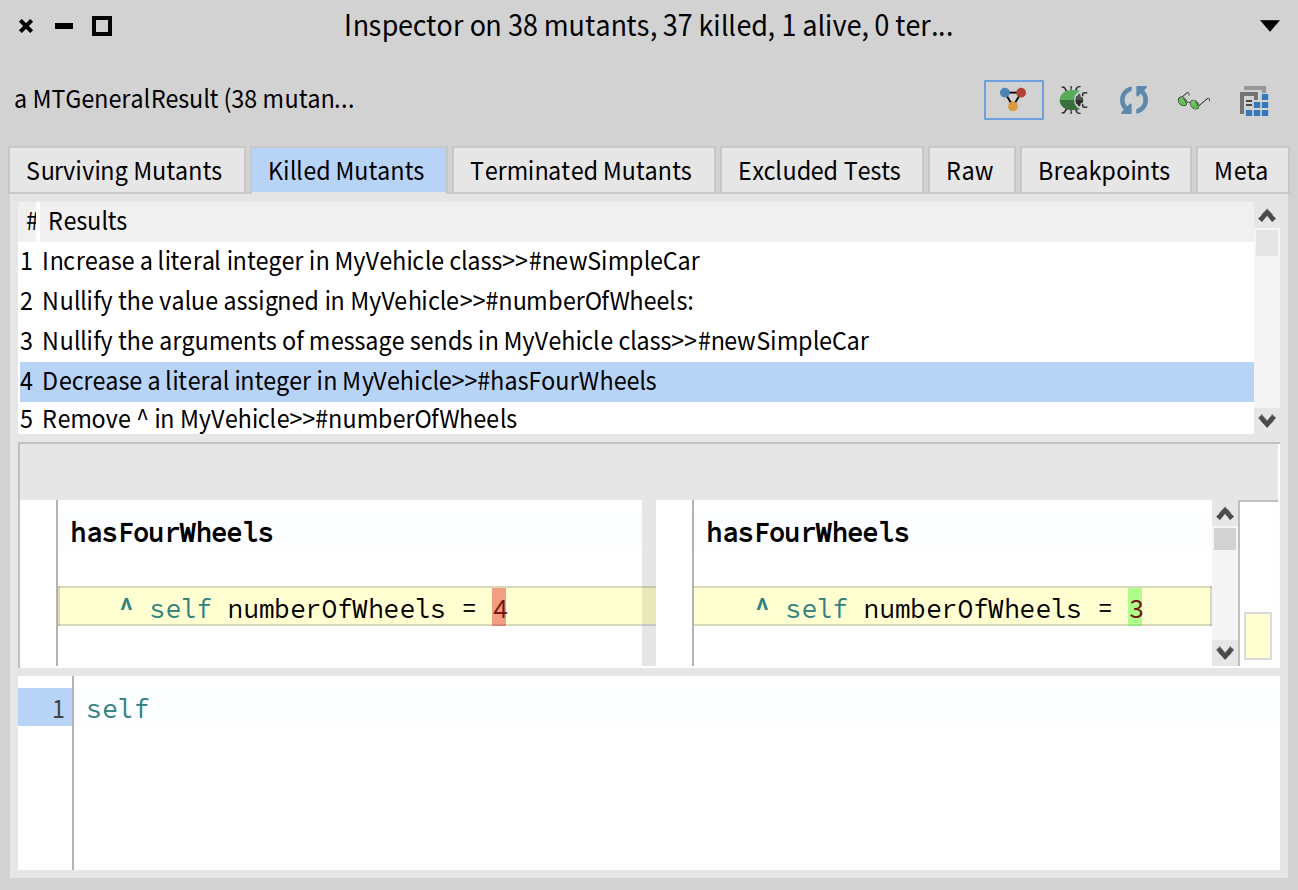 Inspector on 38 mutants, 37 killed, 1 alive, 0 ter...
a MTGeneralResult (38 mutan...
Surviving Mutants Killed Mutants Terminated Mutants Excluded Tests Raw Breakpoints Meta
# Results
1 Increase a literal integer in MyVehicle class>>#newSimpleCar
2 Nullify the value assigned in MyVehicle>>#numberOfWheels:
3 Nullify the arguments of message sends in MyVehicle class>>#newSimpleCar
4 Decrease a literal integer in MyVehicle>>#hasFourWheels
5 Remove ^ in MyVehicle>>#numberOfWheels
hasFourWheels hasFourWheels
^ self numberOfWheels = 4 ^ self numberOfWheels = 3
1 self